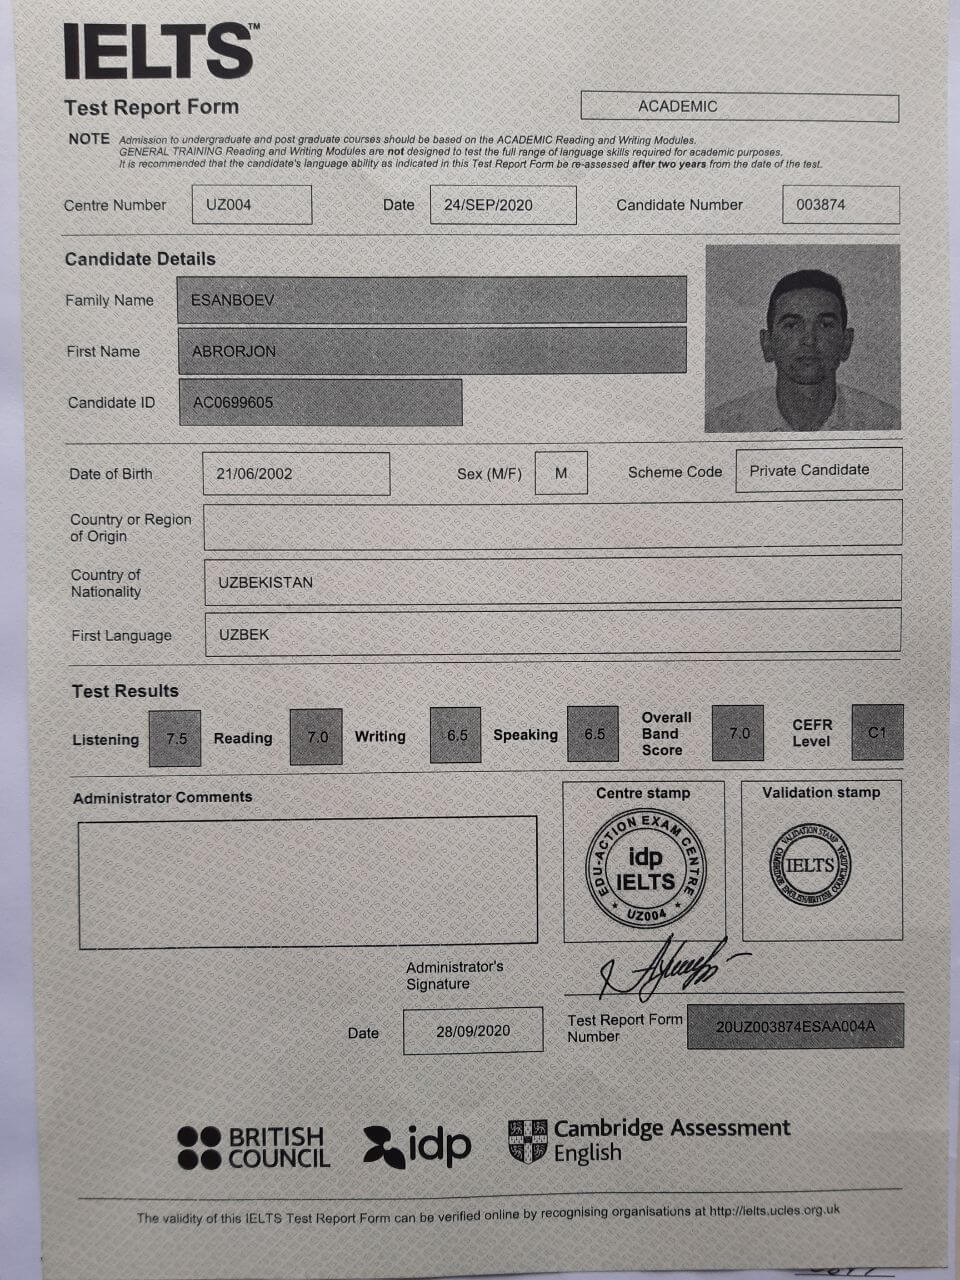 IELTS™
Test Report Form
ACADEMIC
NOTE Admission to undergraduate and post graduate courses should be based on the ACADEMIC Reading and Writing Modules.
GENERAL TRAINING Reading and Writing Modules are not designed to test the full range of language skills required for academic purposes.
It is recommended that the candidate's language ability as indicated in this Test Report Form be re-assessed after two years from the date of the test.
Centre Number UZ004 Date 24/SEP/2020 Candidate Number 003874
Candidate Details
Family Name ESANBOEV
First Name ABRORJON
Candidate ID AC0699605
Date of Birth 21/06/2002 Sex (M/F) M Scheme Code Private Candidate
Country or Region
of Origin
Country of
Nationality UZBEKISTAN
First Language UZBEK
Test Results
Listening 7.5 Reading 7.0 Writing 6.5 Speaking 6.5 Overall Band Score 7.0 CEFR Level C1
Administrator Comments
Centre stamp
EDU-ACTION EXAM CENTRE
idp
IELTS
UZ004
Validation stamp
VALIDATION STAMP
IELTS
Administrator's
Signature
Date 28/09/2020
Test Report Form
Number 20UZ003874ESAA004A
BRITISH
COUNCIL
idp
Cambridge Assessment
English
The validity of this IELTS Test Report Form can be verified online by recognising organisations at http://ielts.ucles.org.uk